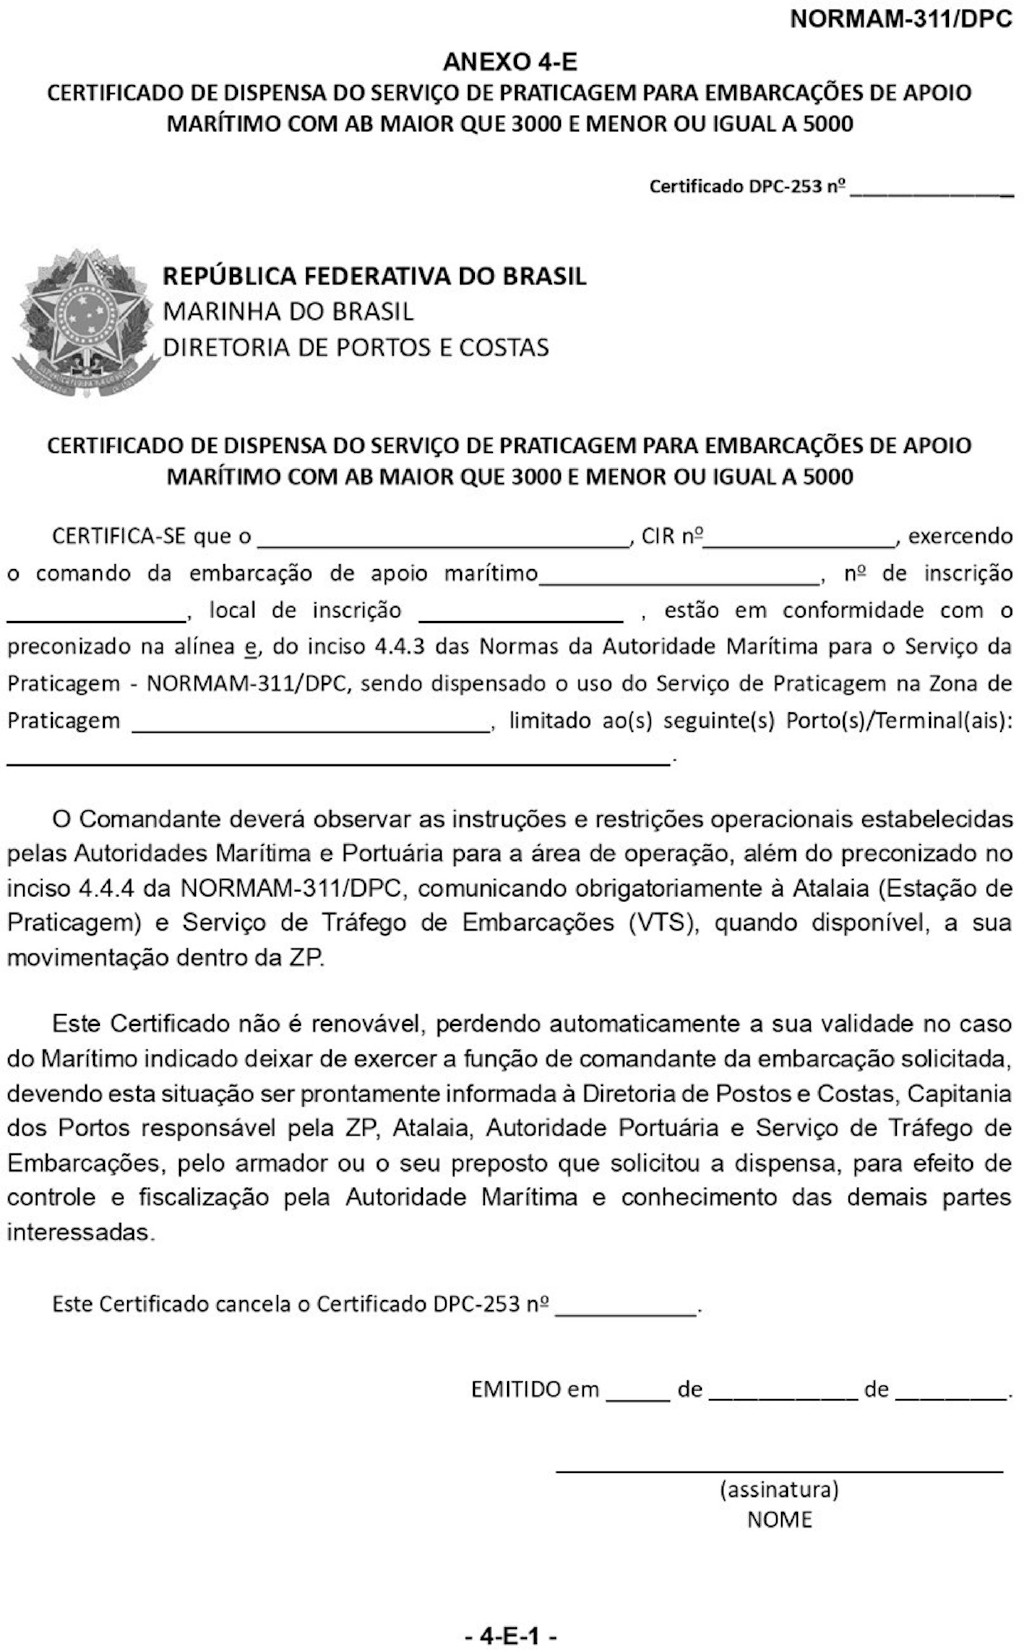 NORMAM-311/DPC
ANEXO 4-E
CERTIFICADO DE DISPENSA DO SERVIÇO DE PRATICAGEM PARA EMBARCAÇÕES DE APOIO
MARÍTIMO COM AB MAIOR QUE 3000 E MENOR OU IGUAL A 5000
Certificado DPC-253 nº _______________
REPÚBLICA FEDERATIVA DO BRASIL
MARINHA DO BRASIL
DIRETORIA DE PORTOS E COSTAS
CERTIFICADO DE DISPENSA DO SERVIÇO DE PRATICAGEM PARA EMBARCAÇÕES DE APOIO
MARÍTIMO COM AB MAIOR QUE 3000 E MENOR OU IGUAL A 5000
CERTIFICA-SE que o _______________________________, CIR nº________________, exercendo
o comando da embarcação de apoio marítimo_______________________, nº de inscrição
_______________, local de inscrição _________________ , estão em conformidade com o
preconizado na alínea e, do inciso 4.4.3 das Normas da Autoridade Marítima para o Serviço da
Praticagem - NORMAM-311/DPC, sendo dispensado o uso do Serviço de Praticagem na Zona de
Praticagem ______________________________, limitado ao(s) seguinte(s) Porto(s)/Terminal(ais):
_______________________________________________________.
O Comandante deverá observar as instruções e restrições operacionais estabelecidas
pelas Autoridades Marítima e Portuária para a área de operação, além do preconizado no
inciso 4.4.4 da NORMAM-311/DPC, comunicando obrigatoriamente à Atalaia (Estação de
Praticagem) e Serviço de Tráfego de Embarcações (VTS), quando disponível, a sua
movimentação dentro da ZP.
Este Certificado não é renovável, perdendo automaticamente a sua validade no caso
do Marítimo indicado deixar de exercer a função de comandante da embarcação solicitada,
devendo esta situação ser prontamente informada à Diretoria de Postos e Costas, Capitania
dos Portos responsável pela ZP, Atalaia, Autoridade Portuária e Serviço de Tráfego de
Embarcações, pelo armador ou o seu preposto que solicitou a dispensa, para efeito de
controle e fiscalização pela Autoridade Marítima e conhecimento das demais partes
interessadas.
Este Certificado cancela o Certificado DPC-253 nº ____________.
EMITIDO em _____ de ____________ de _________.
_____________________________________
(assinatura)
NOME
- 4-E-1 -